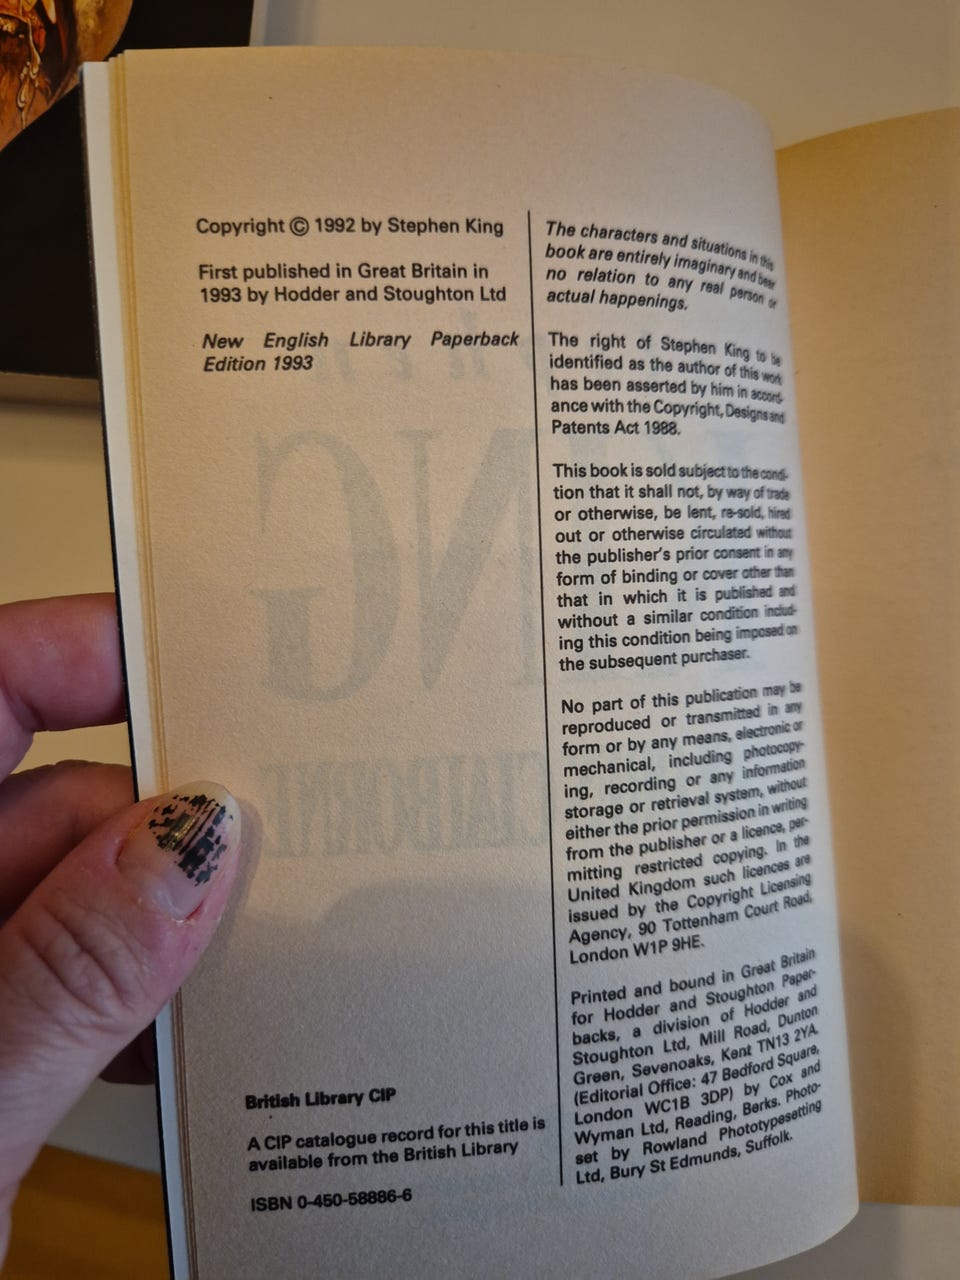 Copyright © 1992 by Stephen King
First published in Great Britain in
1993 by Hodder and Stoughton Ltd
New English Library Paperback
Edition 1993
British Library CIP
A CIP catalogue record for this title is
available from the British Library
ISBN 0-450-58886-6
The characters and situations in this
book are entirely imaginary and bear
no relation to any real person or
actual happenings.
The right of Stephen King to be
identified as the author of this work
has been asserted by him in accord-
ance with the Copyright, Designs and
Patents Act 1988.
This book is sold subject to the condi-
tion that it shall not, by way of trade
or otherwise, be lent, re-sold, hired
out or otherwise circulated without
the publisher's prior consent in any
form of binding or cover other than
that in which it is published and
without a similar condition includ-
ing this condition being imposed on
the subsequent purchaser.
No part of this publication may be
reproduced or transmitted in any
form or by any means, electronic or
mechanical, including photocopy-
ing, recording or any information
storage or retrieval system, without
either the prior permission in writing
from the publisher or a licence, per-
mitting restricted copying. In the
United Kingdom such licences are
issued by the Copyright Licensing
Agency, 90 Tottenham Court Road,
London W1P 9HE.
Printed and bound in Great Britain
for Hodder and Stoughton Paper-
backs, a division of Hodder and
Stoughton Ltd, Mill Road, Dunton
Green, Sevenoaks, Kent TN13 2YA.
(Editorial Office: 47 Bedford Square,
London WC1B 3DP) by Cox and
Wyman Ltd, Reading, Berks. Photo-
set by Rowland Phototypesetting
Ltd, Bury St Edmunds, Suffolk.